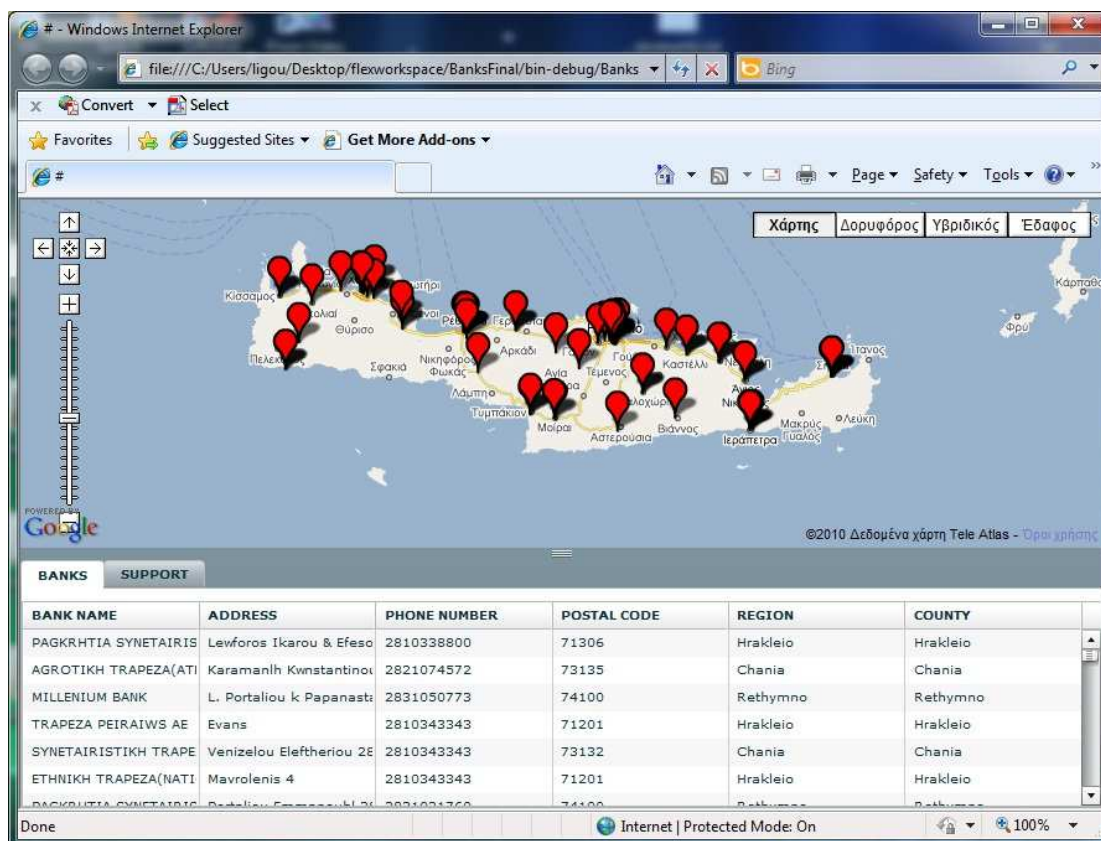 # - Windows Internet Explorer
file:///C:/Users/ligou/Desktop/flexworkspace/BanksFinal/bin-debug/Banks
Bing
x Convert Select
Favorites Suggested Sites Get More Add-ons
# Page Safety Tools
Χάρτης Δορυφόρος Υβριδικός Έδαφος
Κίσσαμος
Θύρισο
Σφακιά
Νικηφόρος
Φωκάς
Αρκάδι
Λάμπη
Τυμπάκιον
Μοίραι
Αγία
Τέμενος
Αστερούσια
Βιάννος
Καστέλλι
Ιεράπετρα
Μακρύς
Γυαλός
Λεύκη
Ίτανος
Φρύ
POWERED BY
Google
©2010 Δεδομένα χάρτη Tele Atlas - Όροι χρήσης
BANKS SUPPORT
BANK NAME ADDRESS PHONE NUMBER POSTAL CODE REGION COUNTY
PAGKRHTIA SYNETAIRIS Lewforos Ikarou & Efeso 2810338800 71306 Hrakleio Hrakleio
AGROTIKH TRAPEZA(ATI Karamanlh Kwnstantinou 2821074572 73135 Chania Chania
MILLENIUM BANK L. Portaliou k Papanasta 2831050773 74100 Rethymno Rethymno
TRAPEZA PEIRAIWS AE Evans 2810343343 71201 Hrakleio Hrakleio
SYNETAIRISTIKH TRAPE Venizelou Eleftheriou 28 2810343343 73132 Chania Chania
ETHNIKH TRAPEZA(NATI Mavrolenis 4 2810343343 71201 Hrakleio Hrakleio
Done Internet | Protected Mode: On 100%